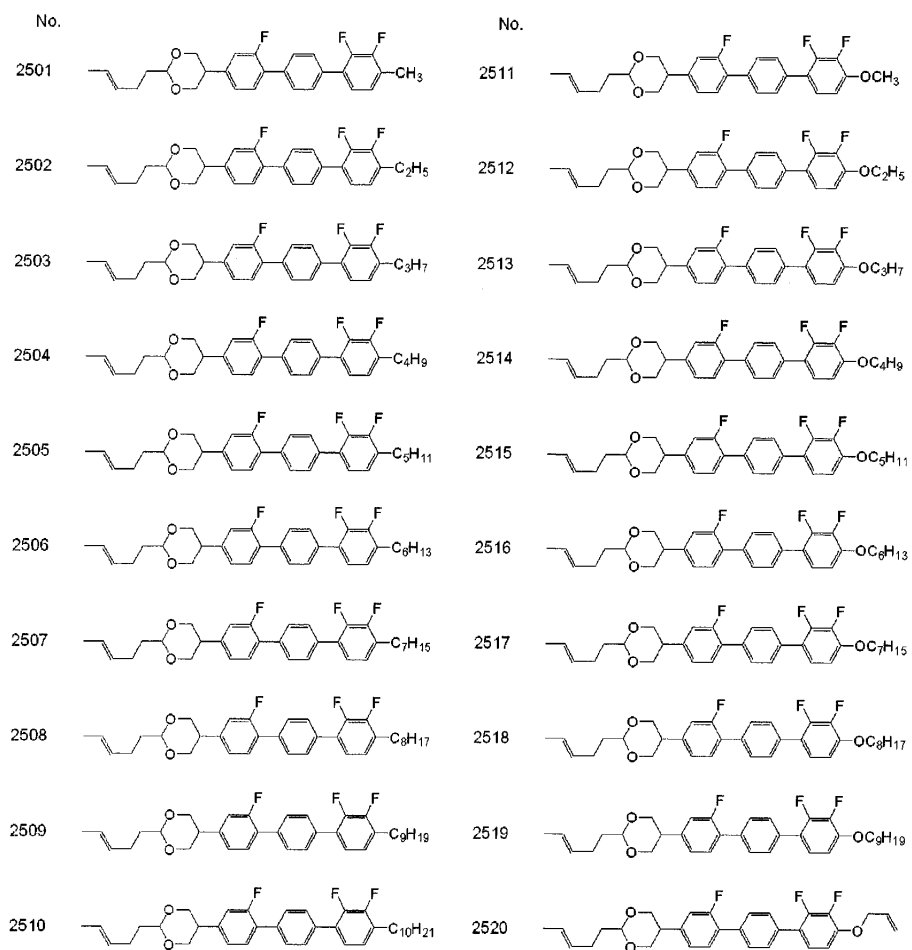 No.
2501 O O F F F CH3
2502 O O F F F C2H5
2503 O O F F F C3H7
2504 O O F F F C4H9
2505 O O F F F C5H11
2506 O O F F F C6H13
2507 O O F F F C7H15
2508 O O F F F C8H17
2509 O O F F F C9H19
2510 O O F F F C10H21
No.
2511 O O F F F OCH3
2512 O O F F F OC2H5
2513 O O F F F OC3H7
2514 O O F F F OC4H9
2515 O O F F F OC5H11
2516 O O F F F OC6H13
2517 O O F F F OC7H15
2518 O O F F F OC8H17
2519 O O F F F OC9H19
2520 O O F F F O